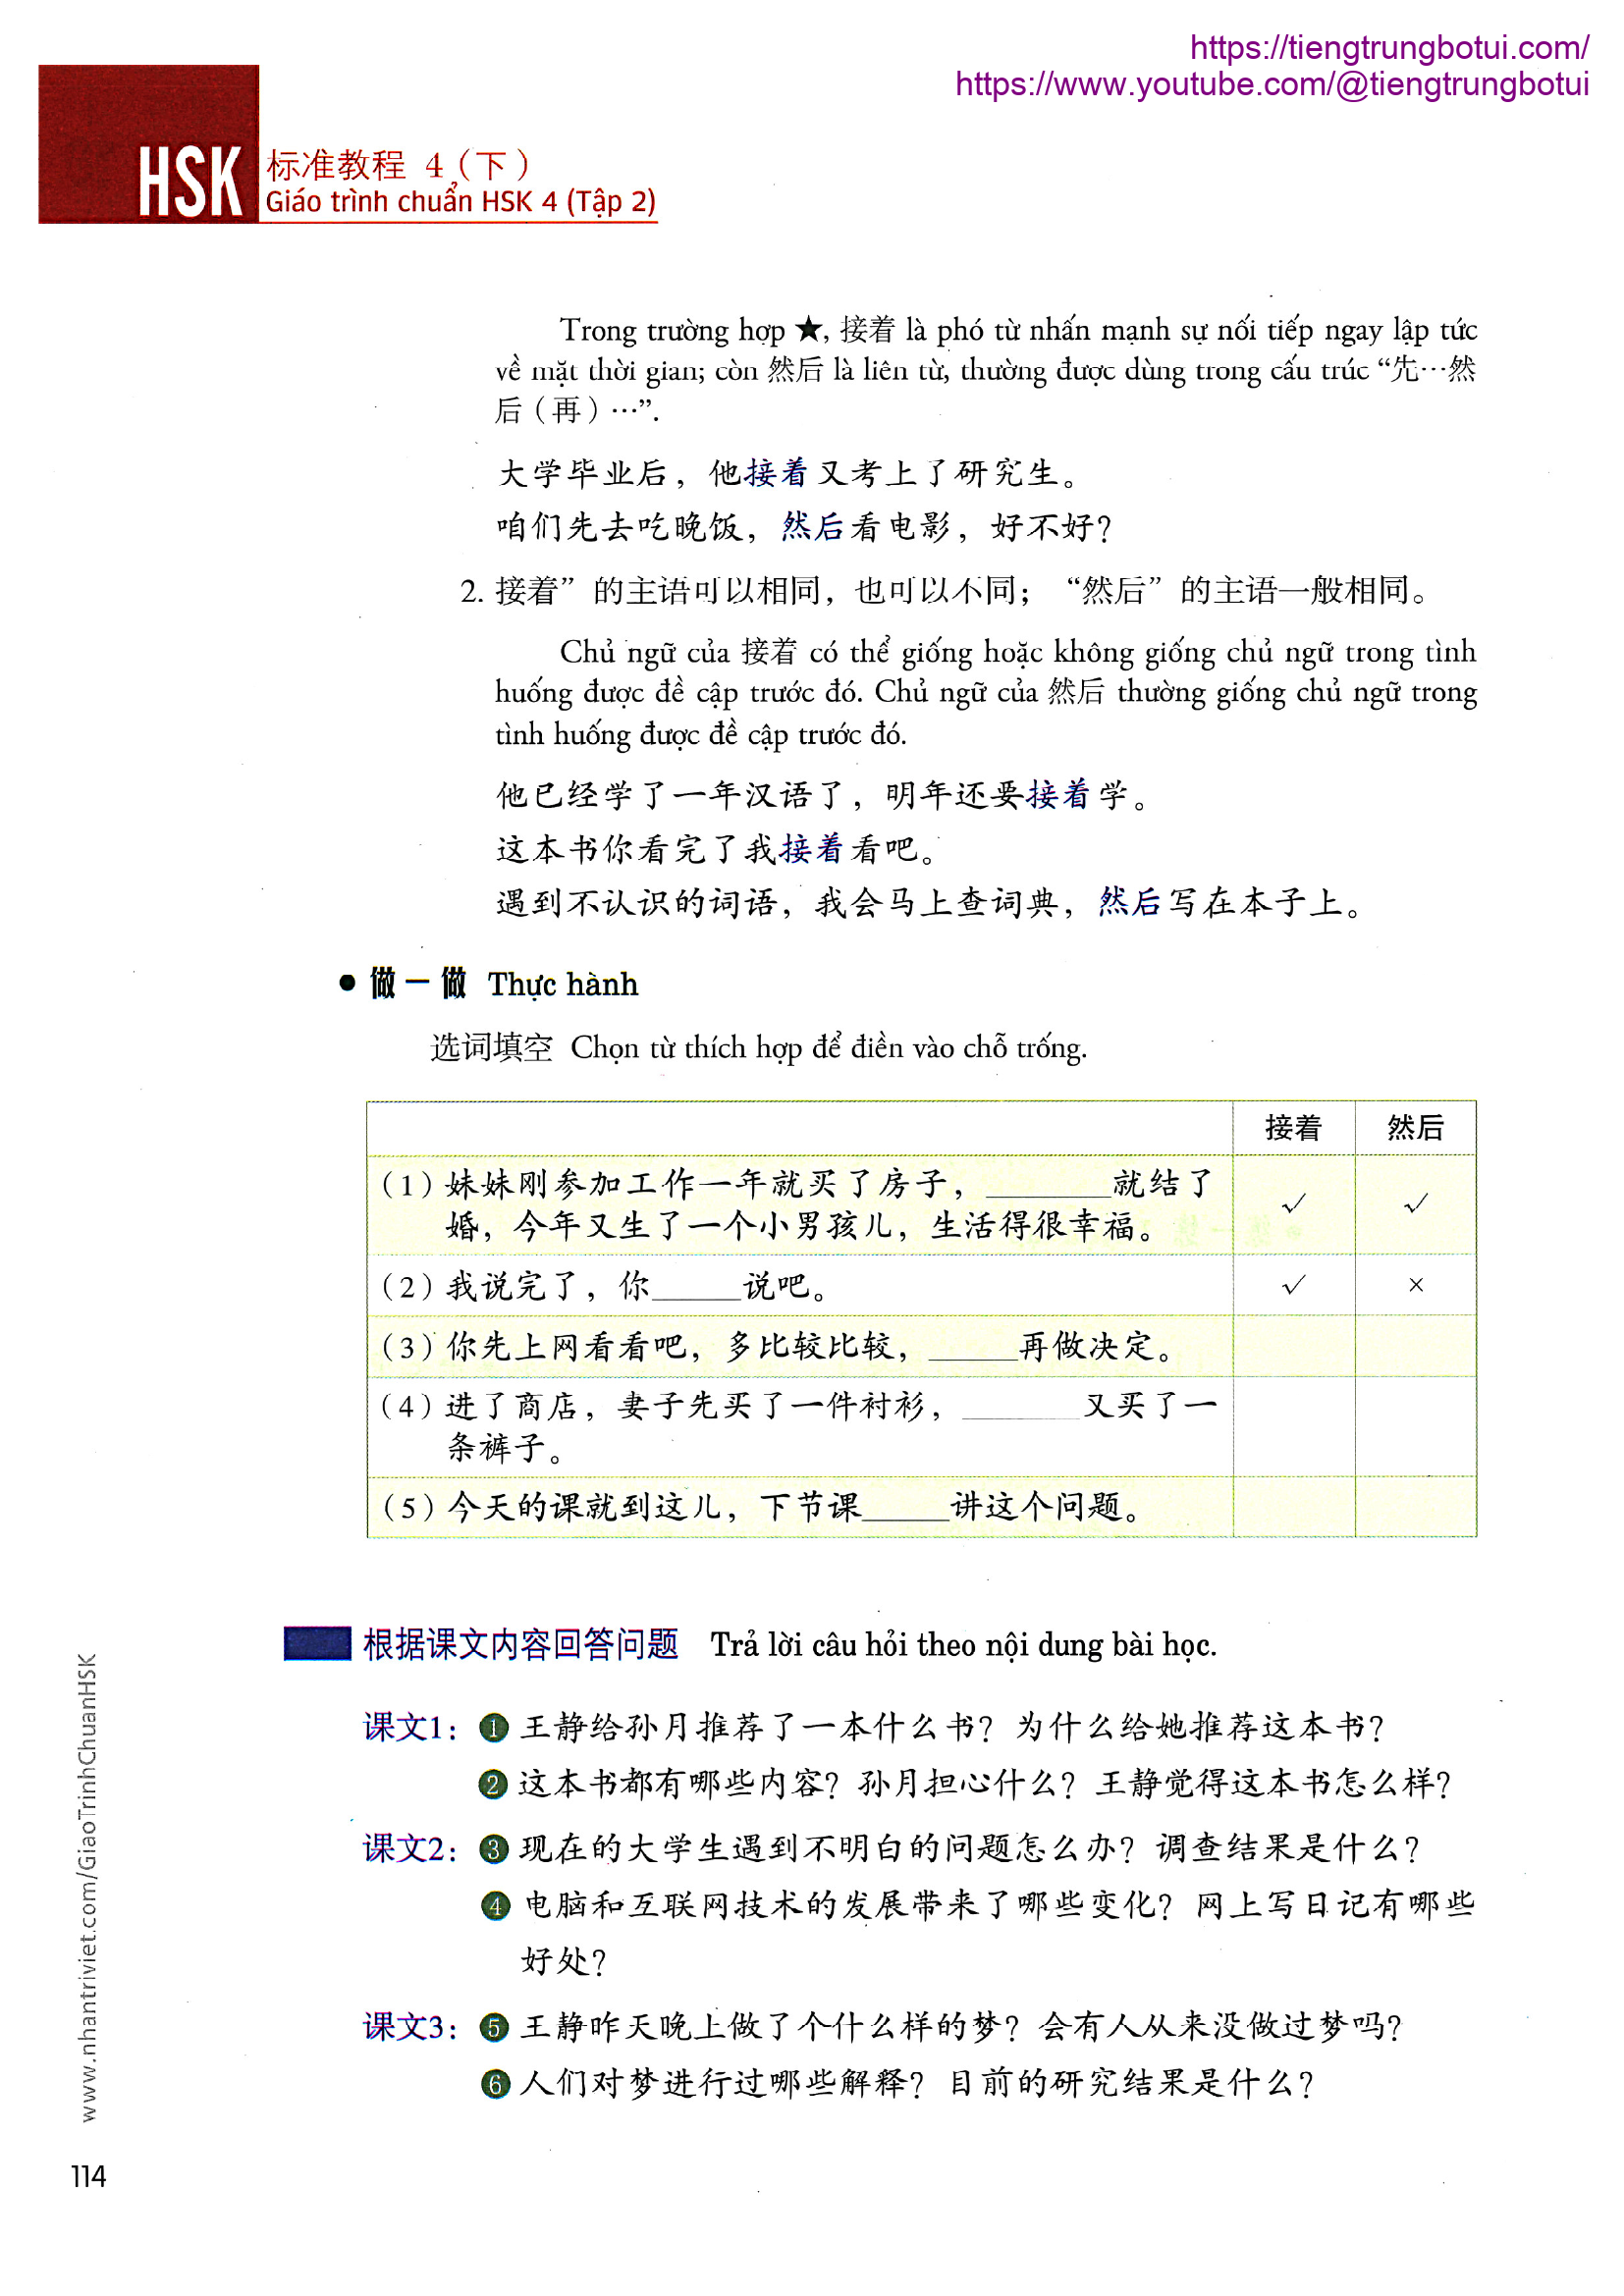 https://tiengtrungbotui.com/
https://www.youtube.com/@tiengtrungbotui
HSK 标准教程 4（下）
Giáo trình chuẩn HSK 4 (Tập 2)
Trong trường hợp ★, 接着 là phó từ nhấn mạnh sự nối tiếp ngay lập tức
về mặt thời gian; còn 然后 là liên từ, thường được dùng trong cấu trúc “先…然
后（再）…”.
大学毕业后，他接着又考上了研究生。
咱们先去吃晚饭，然后看电影，好不好？
2. 接着”的主语可以相同，也可以不同；“然后”的主语一般相同。
Chủ ngữ của 接着 có thể giống hoặc không giống chủ ngữ trong tình
huống được đề cập trước đó. Chủ ngữ của 然后 thường giống chủ ngữ trong
tình huống được đề cập trước đó.
他已经学了一年汉语了，明年还要接着学。
这本书你看完了我接着看吧。
遇到不认识的词语，我会马上查词典，然后写在本子上。
● 做一做 Thực hành
选词填空 Chọn từ thích hợp để điền vào chỗ trống.
接着 然后
（1）妹妹刚参加工作一年就买了房子，_______就结了 √ √
婚，今年又生了一个小男孩儿，生活得很幸福。
（2）我说完了，你_____说吧。 √ ×
（3）你先上网看看吧，多比较比较，_____再做决定。
（4）进了商店，妻子先买了一件衬衫，_______又买了一
条裤子。
（5）今天的课就到这儿，下节课_____讲这个问题。
根据课文内容回答问题 Trả lời câu hỏi theo nội dung bài học.
课文1：❶ 王静给孙月推荐了一本什么书？为什么给她推荐这本书？
❷ 这本书都有哪些内容？孙月担心什么？王静觉得这本书怎么样？
课文2：❸ 现在的大学生遇到不明白的问题怎么办？调查结果是什么？
❹ 电脑和互联网技术的发展带来了哪些变化？网上写日记有哪些
好处？
课文3：❺ 王静昨天晚上做了个什么样的梦？会有人从来没做过梦吗？
❻ 人们对梦进行过哪些解释？目前的研究结果是什么？
www.nhantriviet.com/GiaoTrinhChuanHSK
114